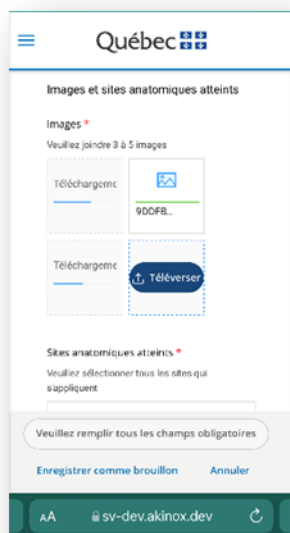 Québec
Images et sites anatomiques atteints
Images *
Veuillez joindre 3 à 5 images
Téléchargemc
9DDFB...
Téléchargemc
Téléverser
Sites anatomiques atteints *
Veuillez sélectionner tous les sites qui
s'appliquent
Veuillez remplir tous les champs obligatoires
Enregistrer comme brouillon Annuler
AA sv-dev.akinox.dev